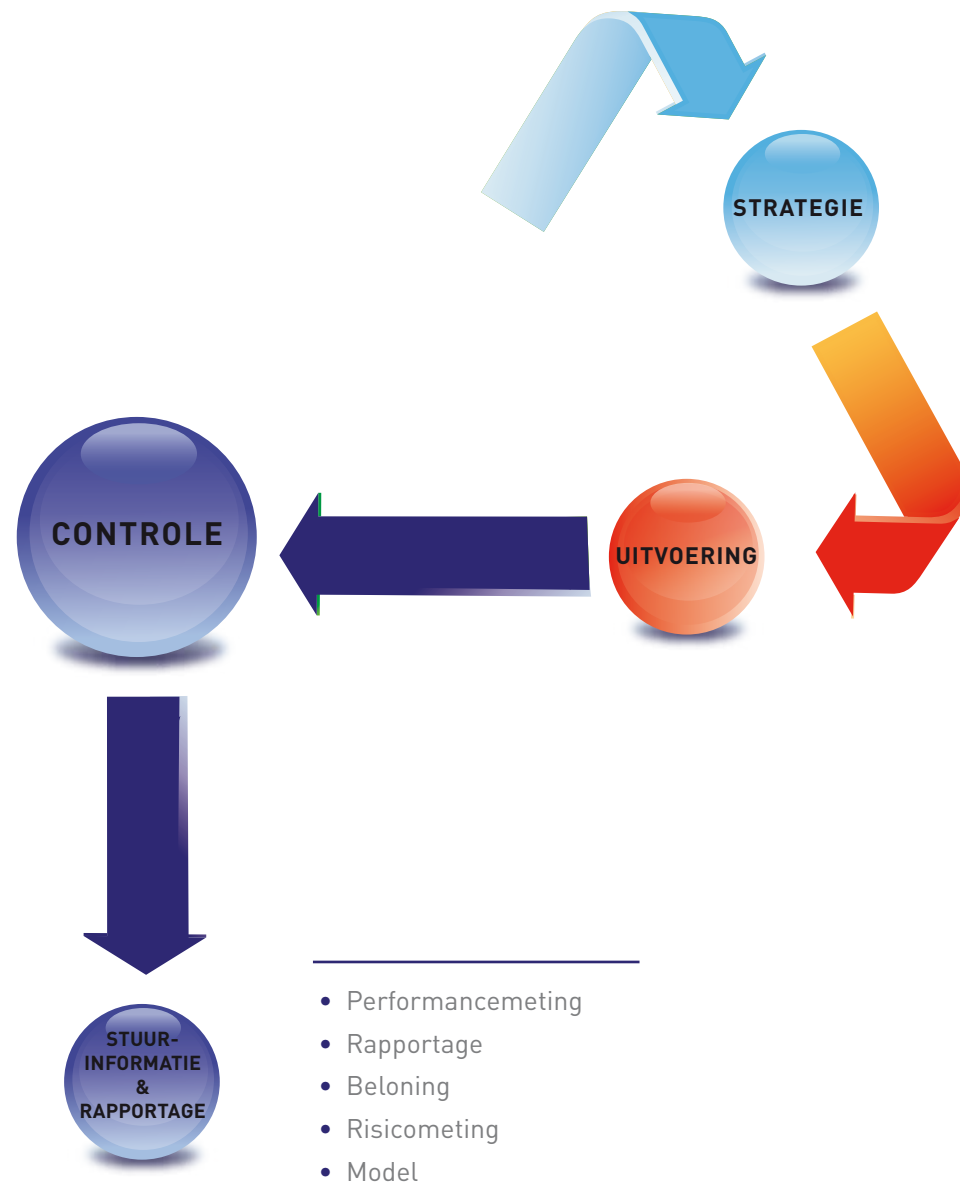 STRATEGIE
CONTROLE
UITVOERING
STUUR-
INFORMATIE
&
RAPPORTAGE
• Performancemeting
• Rapportage
• Beloning
• Risicometing
• Model